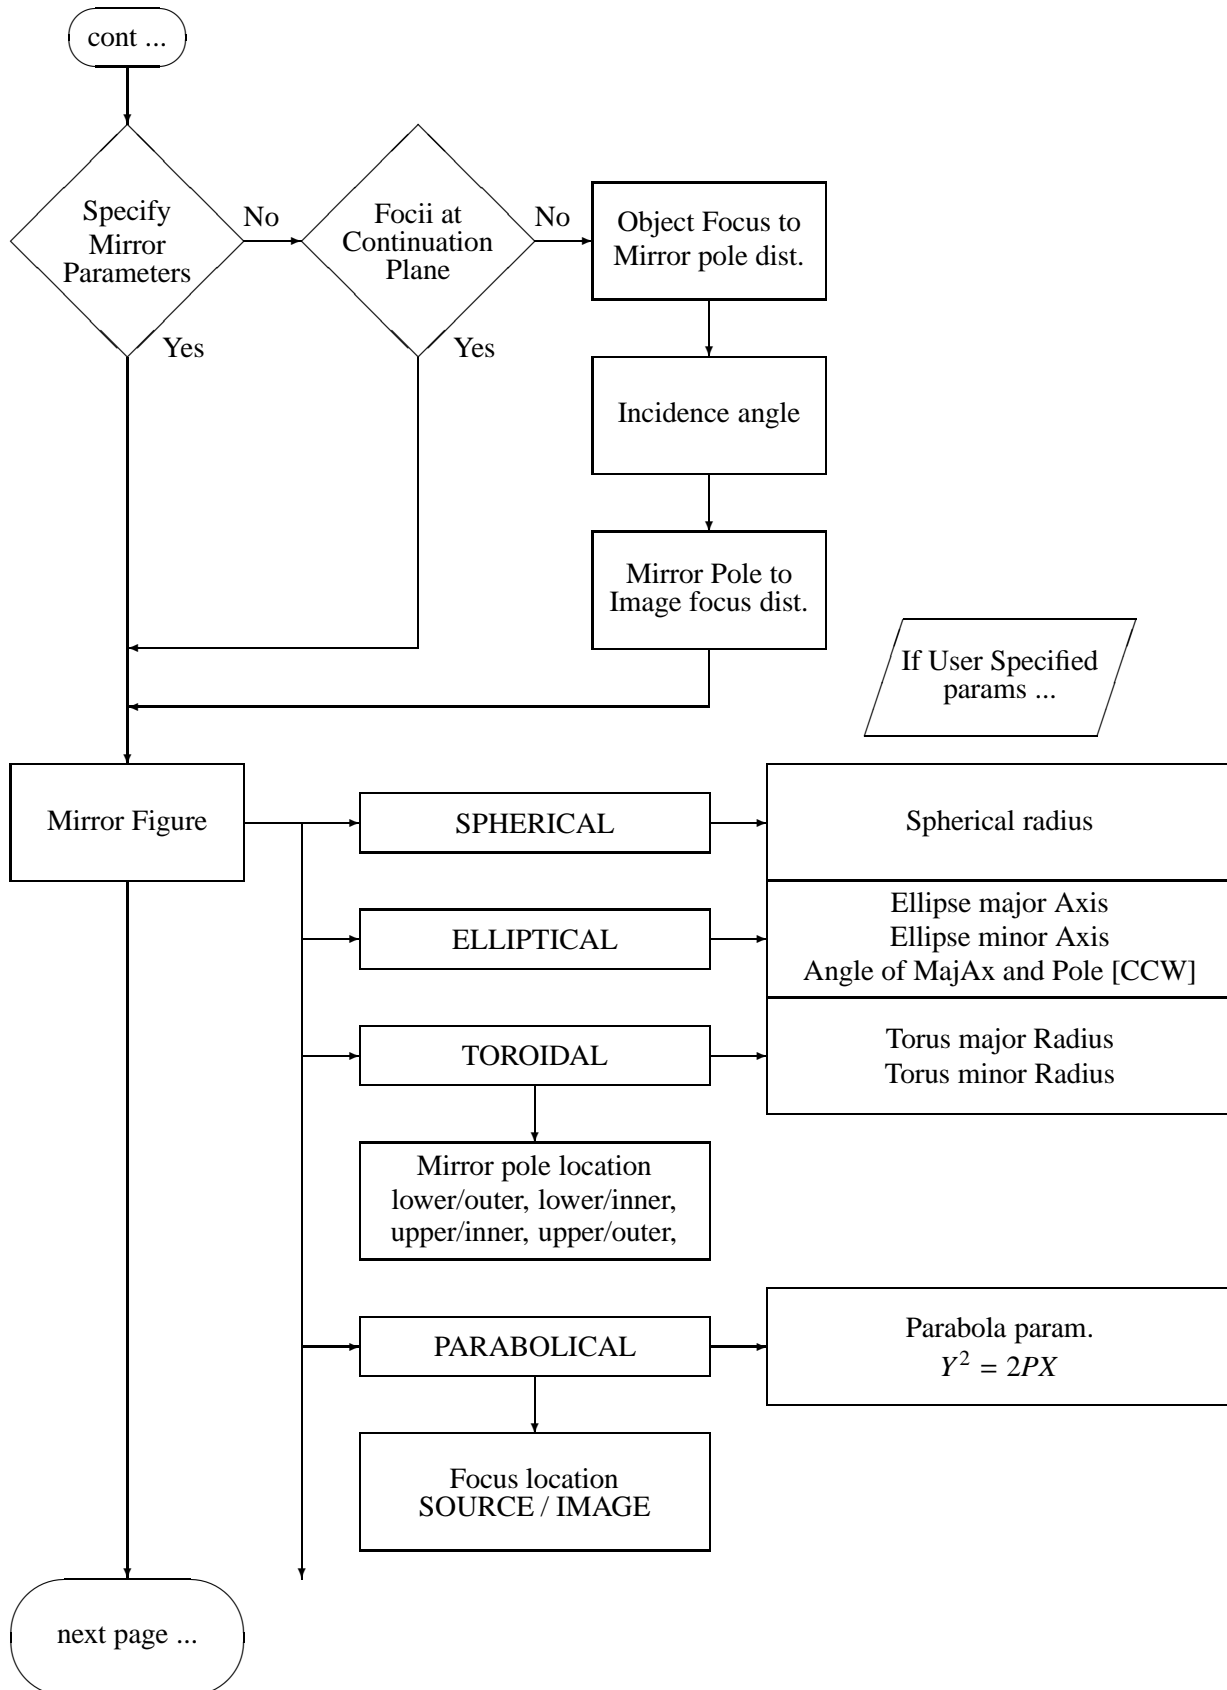 cont ...
Specify
Mirror
Parameters
No
Yes
Focii at
Continuation
Plane
No
Yes
Object Focus to
Mirror pole dist.
Incidence angle
Mirror Pole to
Image focus dist.
If User Specified
params ...
Mirror Figure
SPHERICAL
Spherical radius
ELLIPTICAL
Ellipse major Axis
Ellipse minor Axis
Angle of MajAx and Pole [CCW]
TOROIDAL
Torus major Radius
Torus minor Radius
Mirror pole location
lower/outer, lower/inner,
upper/inner, upper/outer,
PARABOLICAL
Parabola param.
Y² = 2PX
Focus location
SOURCE / IMAGE
next page ...